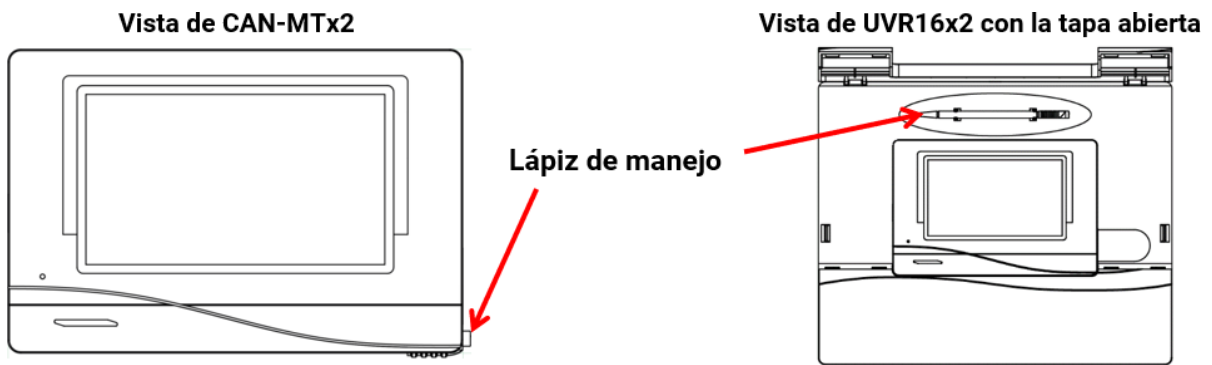 Vista de CAN-MTx2
Vista de UVR16x2 con la tapa abierta
Lápiz de manejo